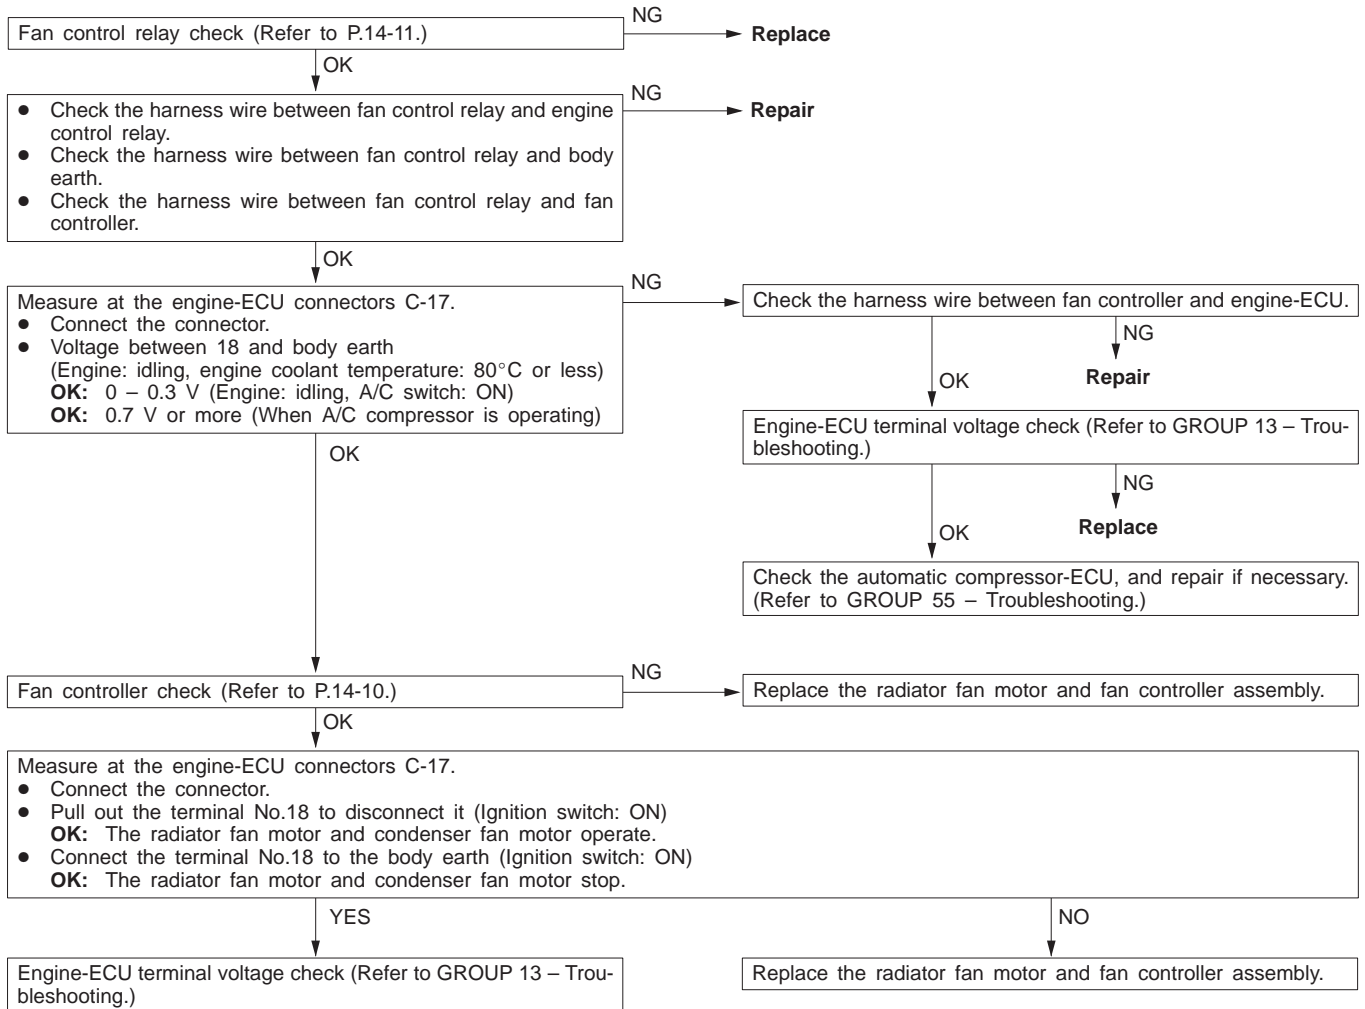 Fan control relay check (Refer to P.14-11.)
NG
Replace
OK
● Check the harness wire between fan control relay and engine
control relay.
● Check the harness wire between fan control relay and body
earth.
● Check the harness wire between fan control relay and fan
controller.
NG
Repair
OK
Measure at the engine-ECU connectors C-17.
● Connect the connector.
● Voltage between 18 and body earth
(Engine: idling, engine coolant temperature: 80°C or less)
OK: 0 – 0.3 V (Engine: idling, A/C switch: ON)
OK: 0.7 V or more (When A/C compressor is operating)
NG
Check the harness wire between fan controller and engine-ECU.
NG
Repair
OK
Engine-ECU terminal voltage check (Refer to GROUP 13 – Trou-
bleshooting.)
NG
Replace
OK
Check the automatic compressor-ECU, and repair if necessary.
(Refer to GROUP 55 – Troubleshooting.)
OK
Fan controller check (Refer to P.14-10.)
NG
Replace the radiator fan motor and fan controller assembly.
OK
Measure at the engine-ECU connectors C-17.
● Connect the connector.
● Pull out the terminal No.18 to disconnect it (Ignition switch: ON)
OK: The radiator fan motor and condenser fan motor operate.
● Connect the terminal No.18 to the body earth (Ignition switch: ON)
OK: The radiator fan motor and condenser fan motor stop.
YES
Engine-ECU terminal voltage check (Refer to GROUP 13 – Trou-
bleshooting.)
NO
Replace the radiator fan motor and fan controller assembly.